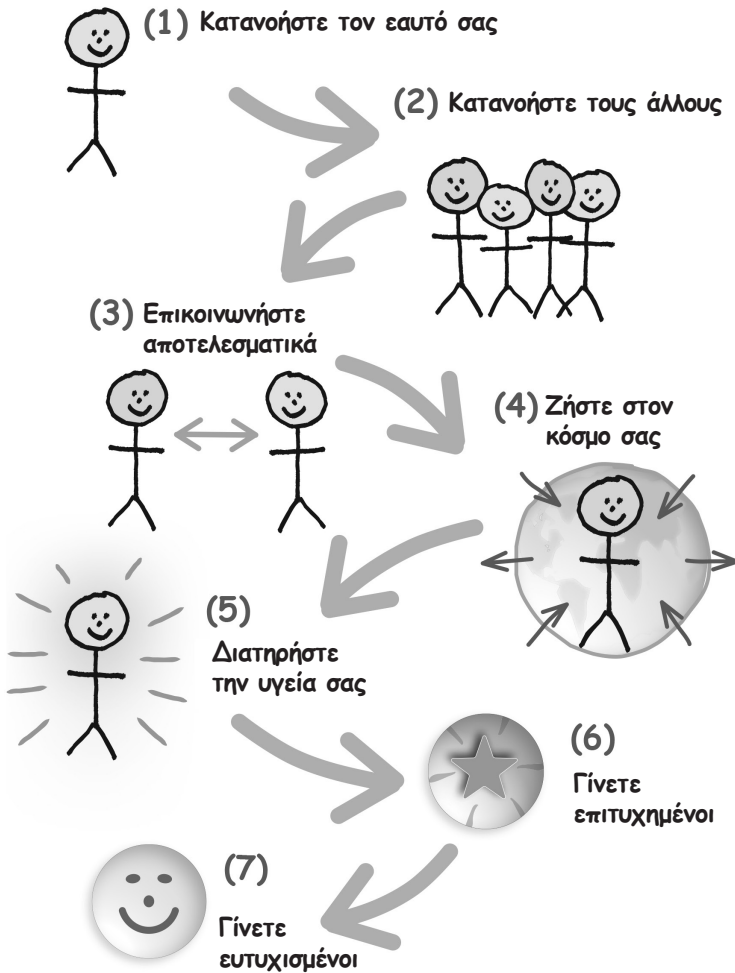 (1) Κατανοήστε τον εαυτό σας
(2) Κατανοήστε τους άλλους
(3) Επικοινωνήστε
αποτελεσματικά
(4) Ζήστε στον
κόσμο σας
(5)
Διατηρήστε
την υγεία σας
(6)
Γίνετε
επιτυχημένοι
(7)
Γίνετε
ευτυχισμένοι